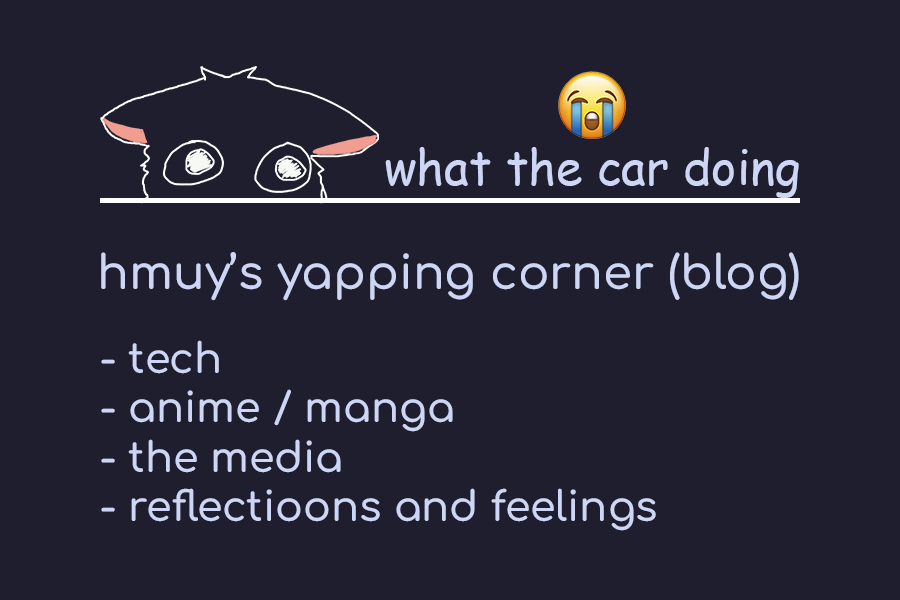 what the car doing
hmuy’s yapping corner (blog)
- tech
- anime / manga
- the media
- reflectioons and feelings